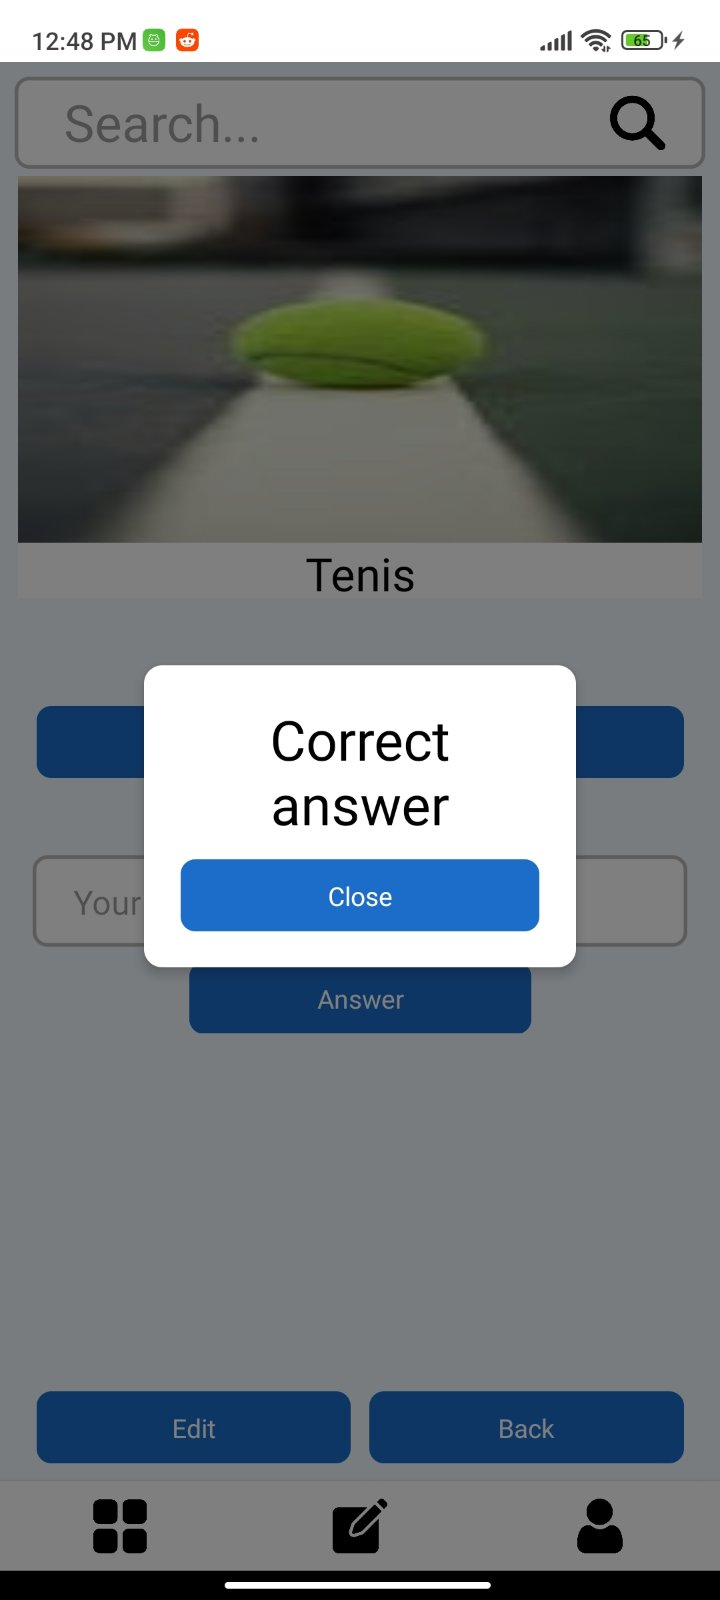 12:48 PM
65
Search...
Tenis
Correct
answer
Close
Your
Answer
Edit
Back